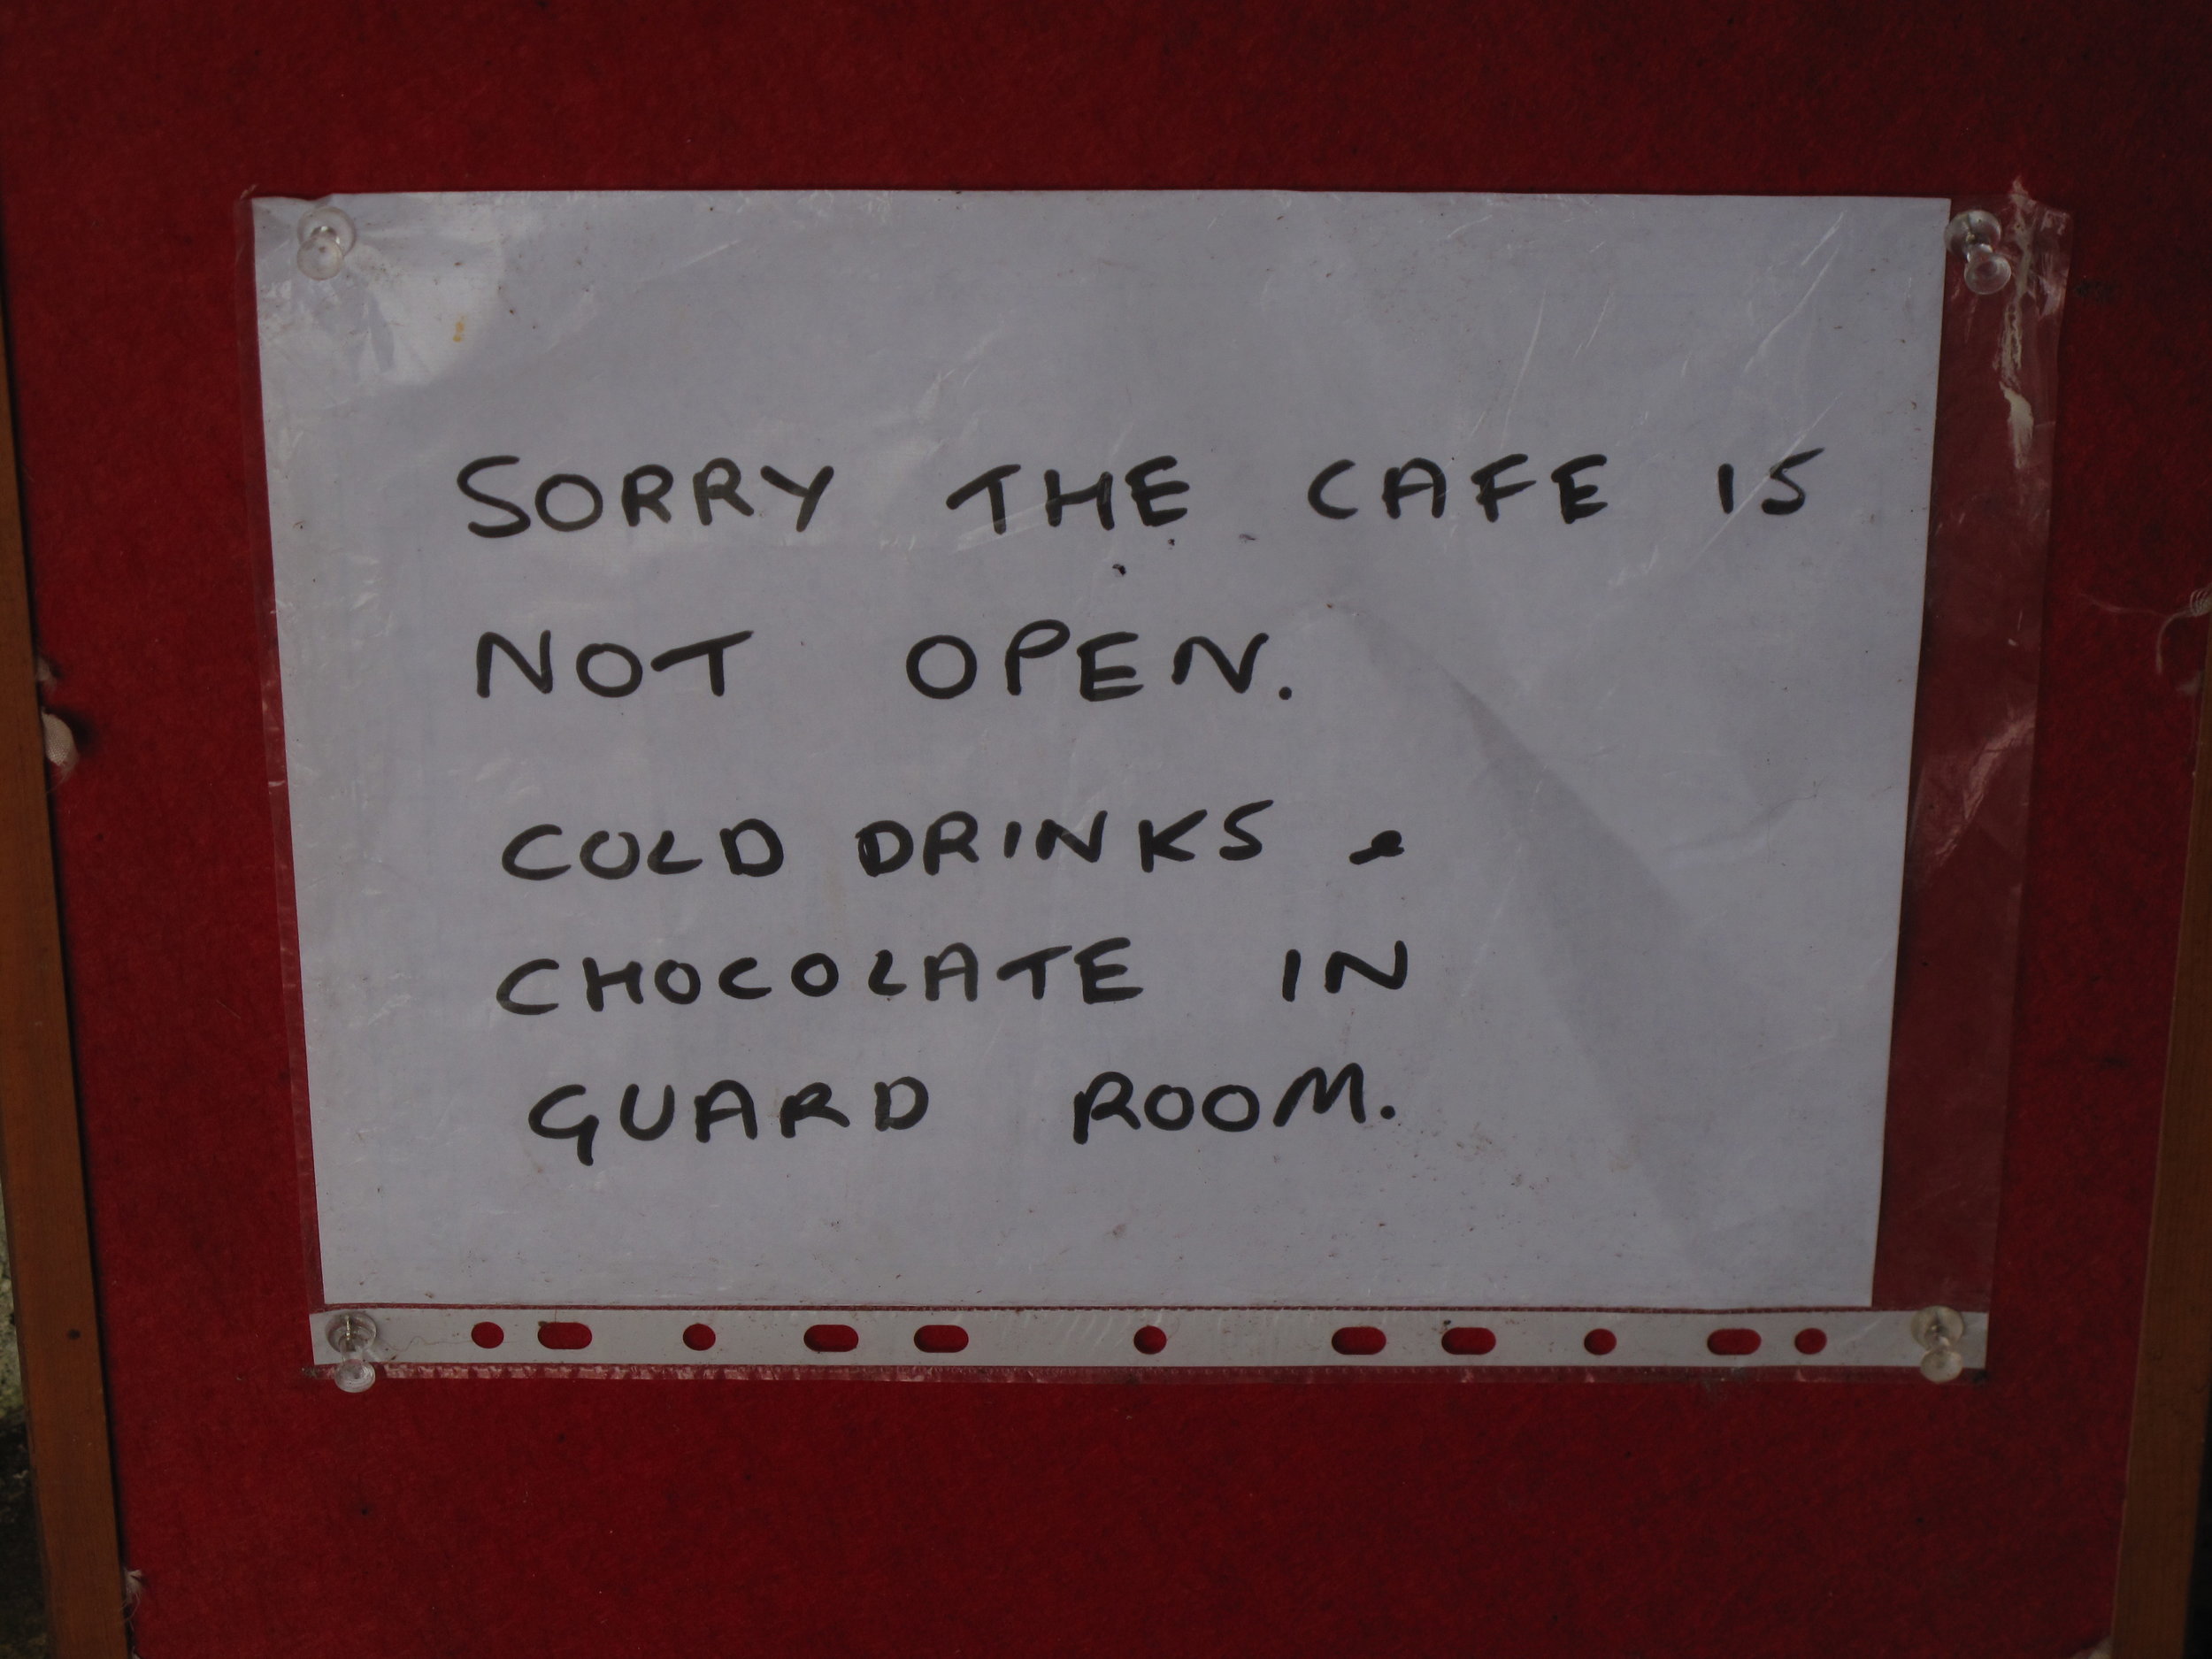 SORRY THE CAFE IS
NOT OPEN.
COLD DRINKS &
CHOCOLATE IN
GUARD ROOM.